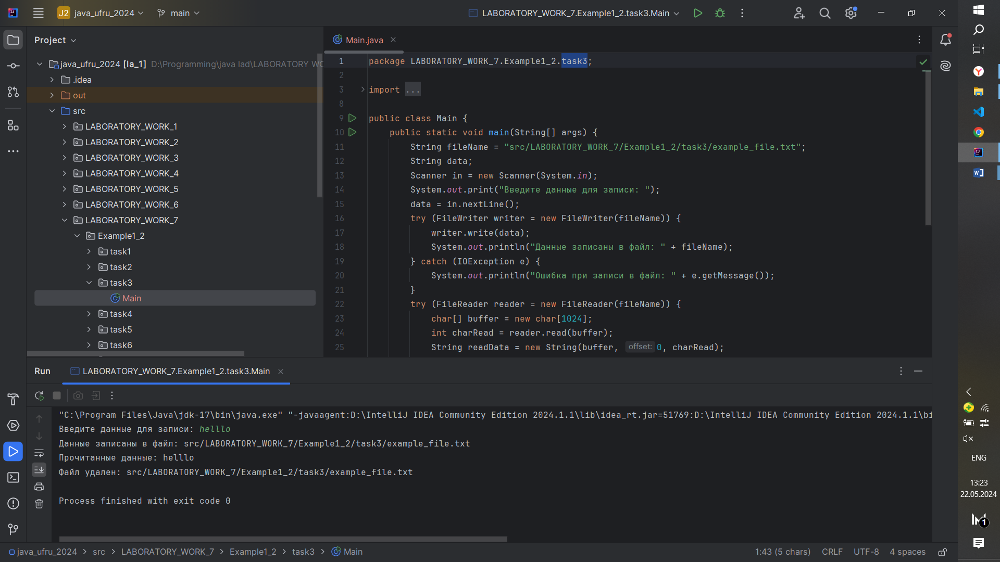 J2 java_ufru_2024 main LABORATORY_WORK_7.Example1_2.task3.Main
Project
Main.java
java_ufru_2024 [la_1] D:\Programming\java lad\LABORATORY WO
.idea
out
src
LABORATORY_WORK_1
LABORATORY_WORK_2
LABORATORY_WORK_3
LABORATORY_WORK_4
LABORATORY_WORK_5
LABORATORY_WORK_6
LABORATORY_WORK_7
Example1_2
task1
task2
task3
Main
task4
task5
task6
1 package LABORATORY_WORK_7.Example1_2.task3;
2
3 import ...
8
9 public class Main {
10 public static void main(String[] args) {
11 String fileName = "src/LABORATORY_WORK_7/Example1_2/task3/example_file.txt";
12 String data;
13 Scanner in = new Scanner(System.in);
14 System.out.print("Введите данные для записи: ");
15 data = in.nextLine();
16 try (FileWriter writer = new FileWriter(fileName)) {
17 writer.write(data);
18 System.out.println("Данные записаны в файл: " + fileName);
19 } catch (IOException e) {
20 System.out.println("Ошибка при записи в файл: " + e.getMessage());
21 }
22 try (FileReader reader = new FileReader(fileName)) {
23 char[] buffer = new char[1024];
24 int charRead = reader.read(buffer);
25 String readData = new String(buffer, offset: 0, charRead);
Run LABORATORY_WORK_7.Example1_2.task3.Main
"C:\Program Files\Java\jdk-17\bin\java.exe" "-javaagent:D:\IntelliJ IDEA Community Edition 2024.1.1\lib\idea_rt.jar=51769:D:\IntelliJ IDEA Community Edition 2024.1.1\bi
Введите данные для записи: helllo
Данные записаны в файл: src/LABORATORY_WORK_7/Example1_2/task3/example_file.txt
Прочитанные данные: helllo
Файл удален: src/LABORATORY_WORK_7/Example1_2/task3/example_file.txt
Process finished with exit code 0
java_ufru_2024 src LABORATORY_WORK_7 Example1_2 task3 Main
1:43 (5 chars) CRLF UTF-8 4 spaces
ENG
13:23
22.05.2024
1